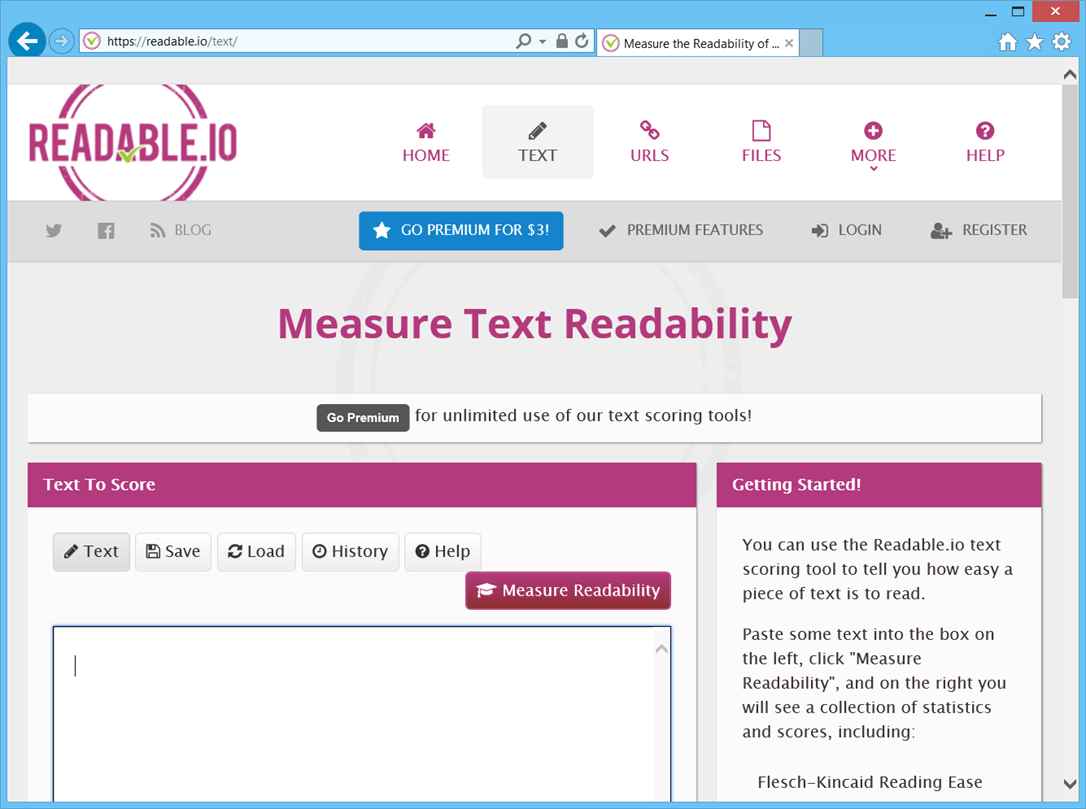 https://readable.io/text/
Measure the Readability of ...
READABLE.IO
HOME
TEXT
URLS
FILES
MORE
HELP
BLOG
GO PREMIUM FOR $3!
PREMIUM FEATURES
LOGIN
REGISTER
Measure Text Readability
Go Premium for unlimited use of our text scoring tools!
Text To Score
Text Save Load History Help
Measure Readability
Getting Started!
You can use the Readable.io text
scoring tool to tell you how easy a
piece of text is to read.
Paste some text into the box on
the left, click "Measure
Readability", and on the right you
will see a collection of statistics
and scores, including:
Flesch-Kincaid Reading Ease